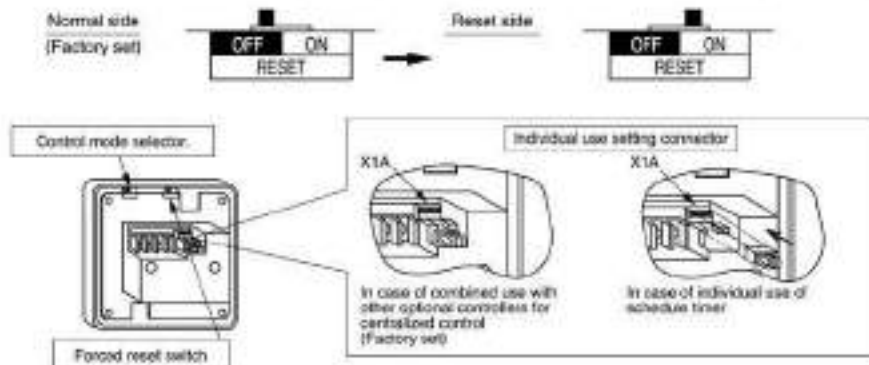 Normal side
(Factory set)
OFF ON
RESET
Reset side
OFF ON
RESET
Control mode selector.
Forced reset switch
Individual use setting connector
X1A
In case of combined use with
other optional controllers for
centralized control
(Factory set)
X1A
In case of individual use of
schedule timer